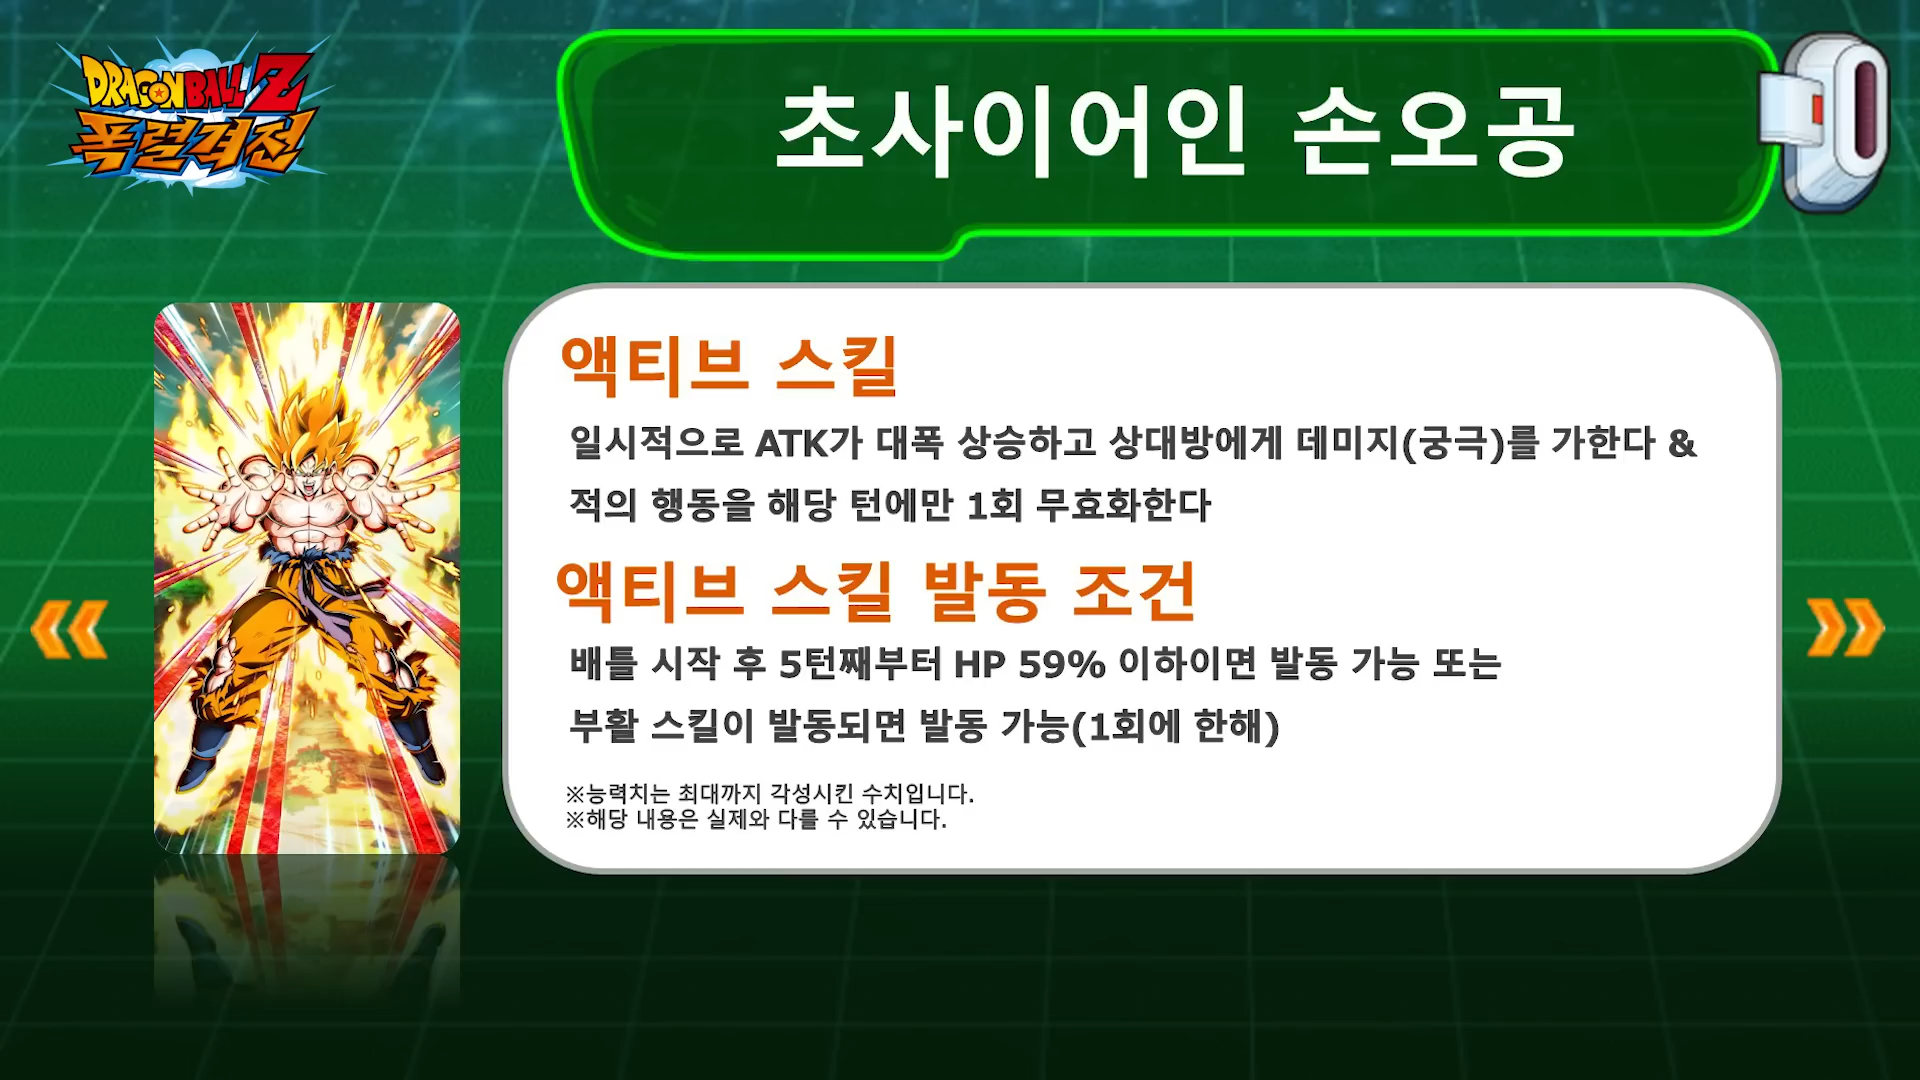 DRAGON BALL Z
폭렬격전
초사이어인 손오공
액티브 스킬
일시적으로 ATK가 대폭 상승하고 상대방에게 데미지(궁극)를 가한다 &
적의 행동을 해당 턴에만 1회 무효화한다
액티브 스킬 발동 조건
배틀 시작 후 5턴째부터 HP 59% 이하이면 발동 가능 또는
부활 스킬이 발동되면 발동 가능(1회에 한해)
※능력치는 최대까지 각성시킨 수치입니다.
※해당 내용은 실제와 다를 수 있습니다.